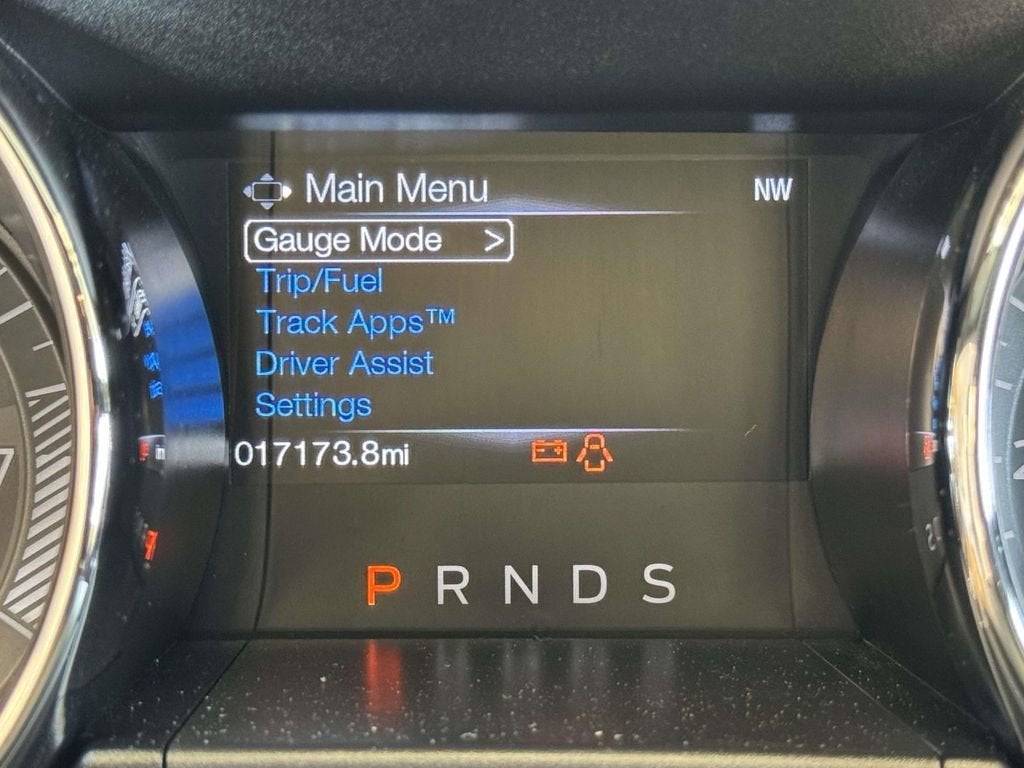 Main Menu NW
Gauge Mode >
Trip/Fuel
Track Apps™
Driver Assist
Settings
017173.8mi
P R N D S